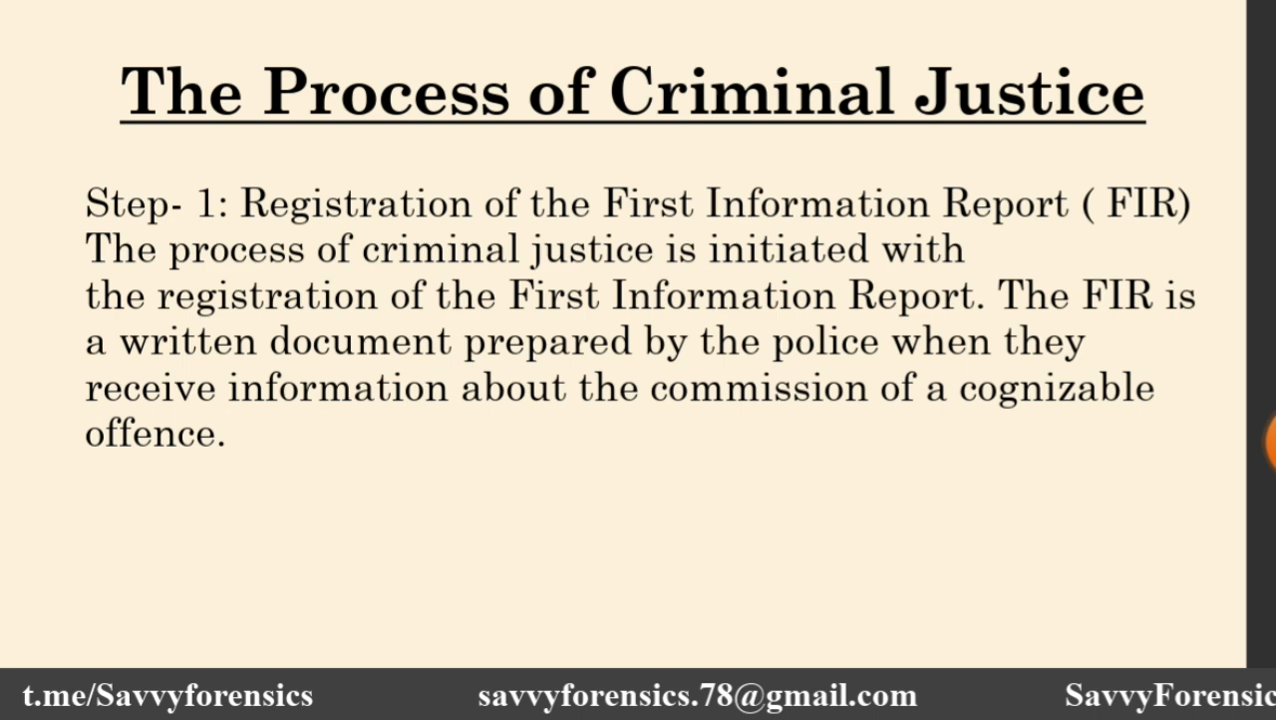 The Process of Criminal Justice
Step- 1: Registration of the First Information Report ( FIR)
The process of criminal justice is initiated with
the registration of the First Information Report. The FIR is
a written document prepared by the police when they
receive information about the commission of a cognizable
offence.
t.me/Savvyforensics savvyforensics.78@gmail.com SavvyForensic